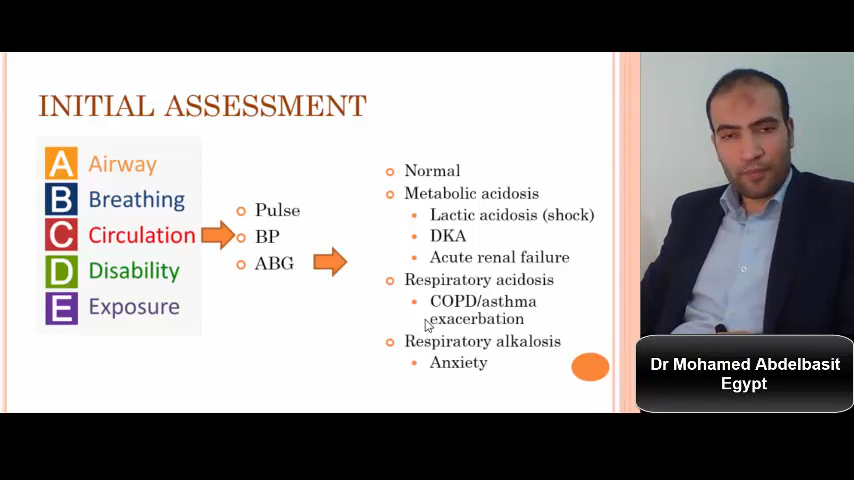 INITIAL ASSESSMENT
A Airway
B Breathing
C Circulation
D Disability
E Exposure
Pulse
BP
ABG
Normal
Metabolic acidosis
Lactic acidosis (shock)
DKA
Acute renal failure
Respiratory acidosis
COPD/asthma
exacerbation
Respiratory alkalosis
Anxiety
Dr Mohamed Abdelbasit
Egypt